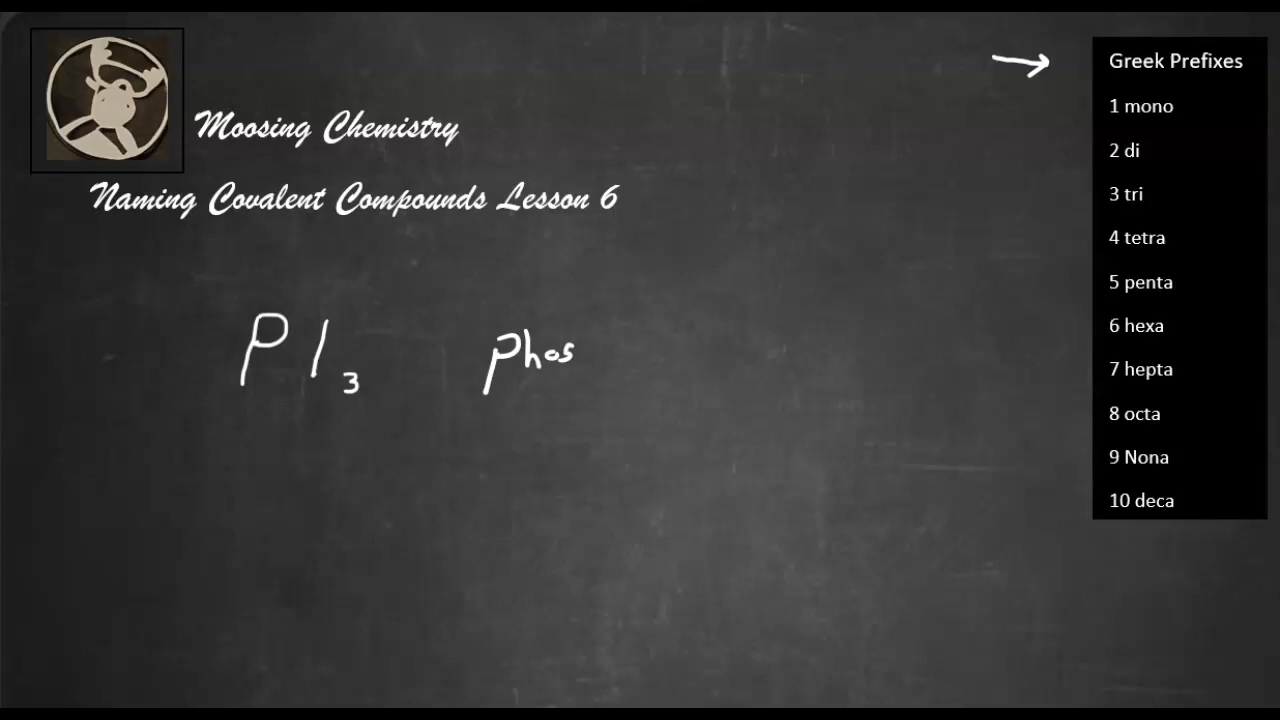 Moosing Chemistry
Naming Covalent Compounds Lesson 6
PI₃ phos
Greek Prefixes
1 mono
2 di
3 tri
4 tetra
5 penta
6 hexa
7 hepta
8 octa
9 Nona
10 deca